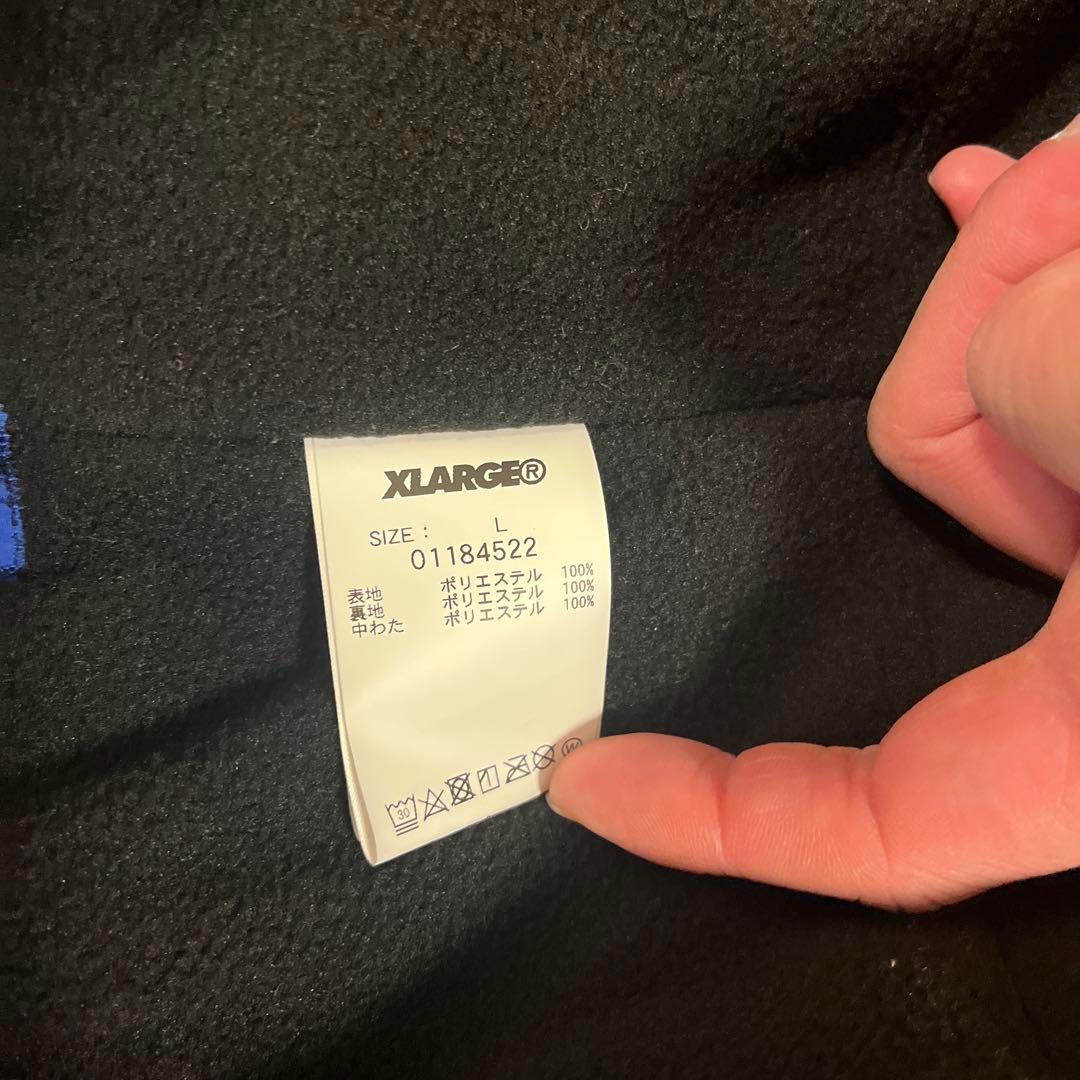 XLARGE®
SIZE : L
01184522
表地 ポリエステル 100%
裏地 ポリエステル 100%
中わた ポリエステル 100%
30 W